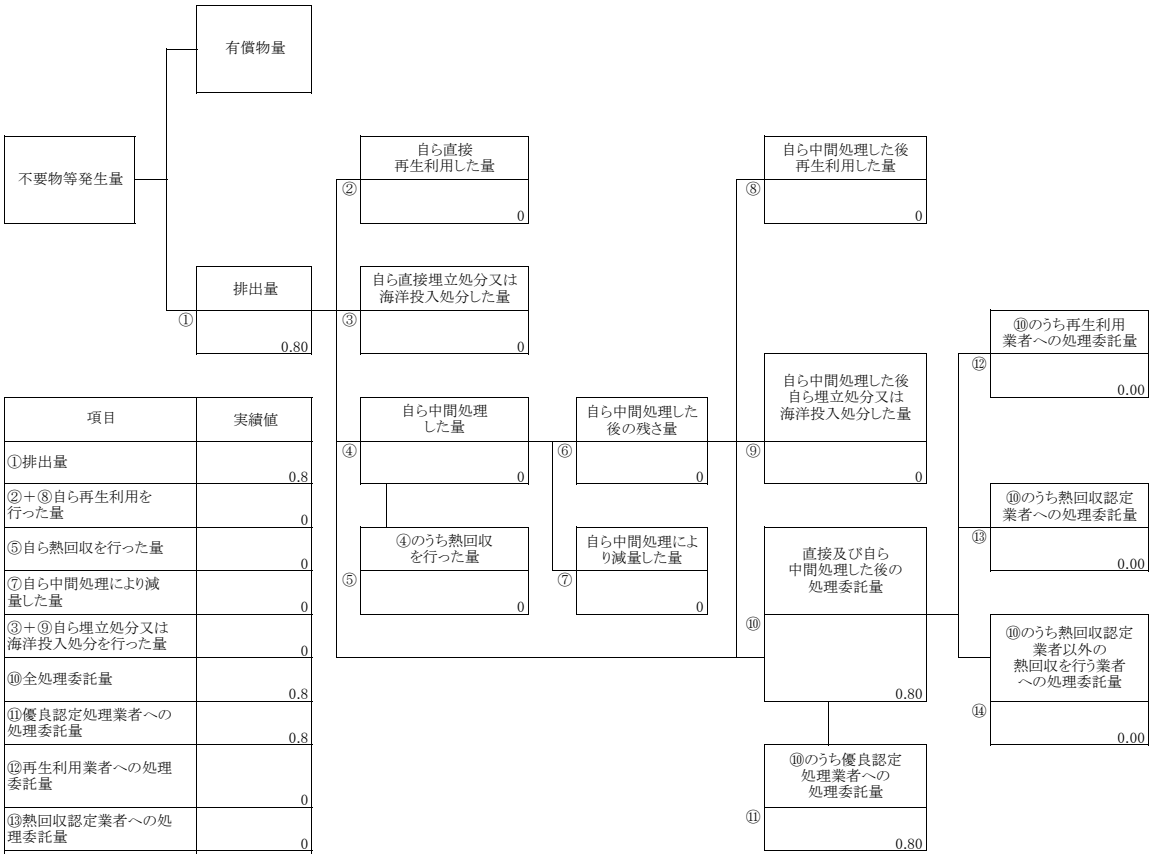 有償物量
不要物等発生量
自ら直接
再生利用した量
②
0
自ら中間処理した後
再生利用した量
⑧
0
排出量
①
0.80
自ら直接埋立処分又は
海洋投入処分した量
③
0
⑩のうち再生利用
業者への処理委託量
⑫
0.00
自ら中間処理
した量
④
0
自ら中間処理した
後の残さ量
⑥
0
自ら中間処理した後
自ら埋立処分又は
海洋投入処分した量
⑨
0
⑩のうち熱回収認定
業者への処理委託量
⑬
0.00
④のうち熱回収
を行った量
⑤
0
自ら中間処理によ
り減量した量
⑦
0
直接及び自ら
中間処理した後の
処理委託量
⑩
0.80
⑩のうち熱回収認定
業者以外の
熱回収を行う業者
への処理委託量
⑭
0.00
⑩のうち優良認定
処理業者への
処理委託量
⑪
0.80
項目 実績値
①排出量
0.8
②＋⑧自ら再生利用を
行った量
0
⑤自ら熱回収を行った量
0
⑦自ら中間処理により減
量した量
0
③＋⑨自ら埋立処分又は
海洋投入処分を行った量
0
⑩全処理委託量
0.8
⑪優良認定処理業者への
処理委託量
0.8
⑫再生利用業者への処理
委託量
0
⑬熱回収認定業者への処
理委託量
0